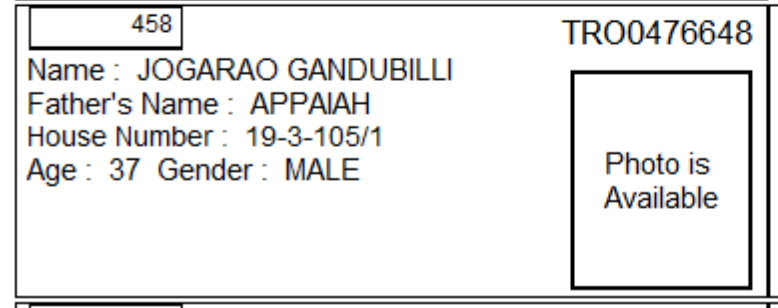 458
TRO0476648
Name : JOGARAO GANDUBILLI
Father's Name : APPAIAH
House Number : 19-3-105/1
Age : 37 Gender : MALE
Photo is
Available